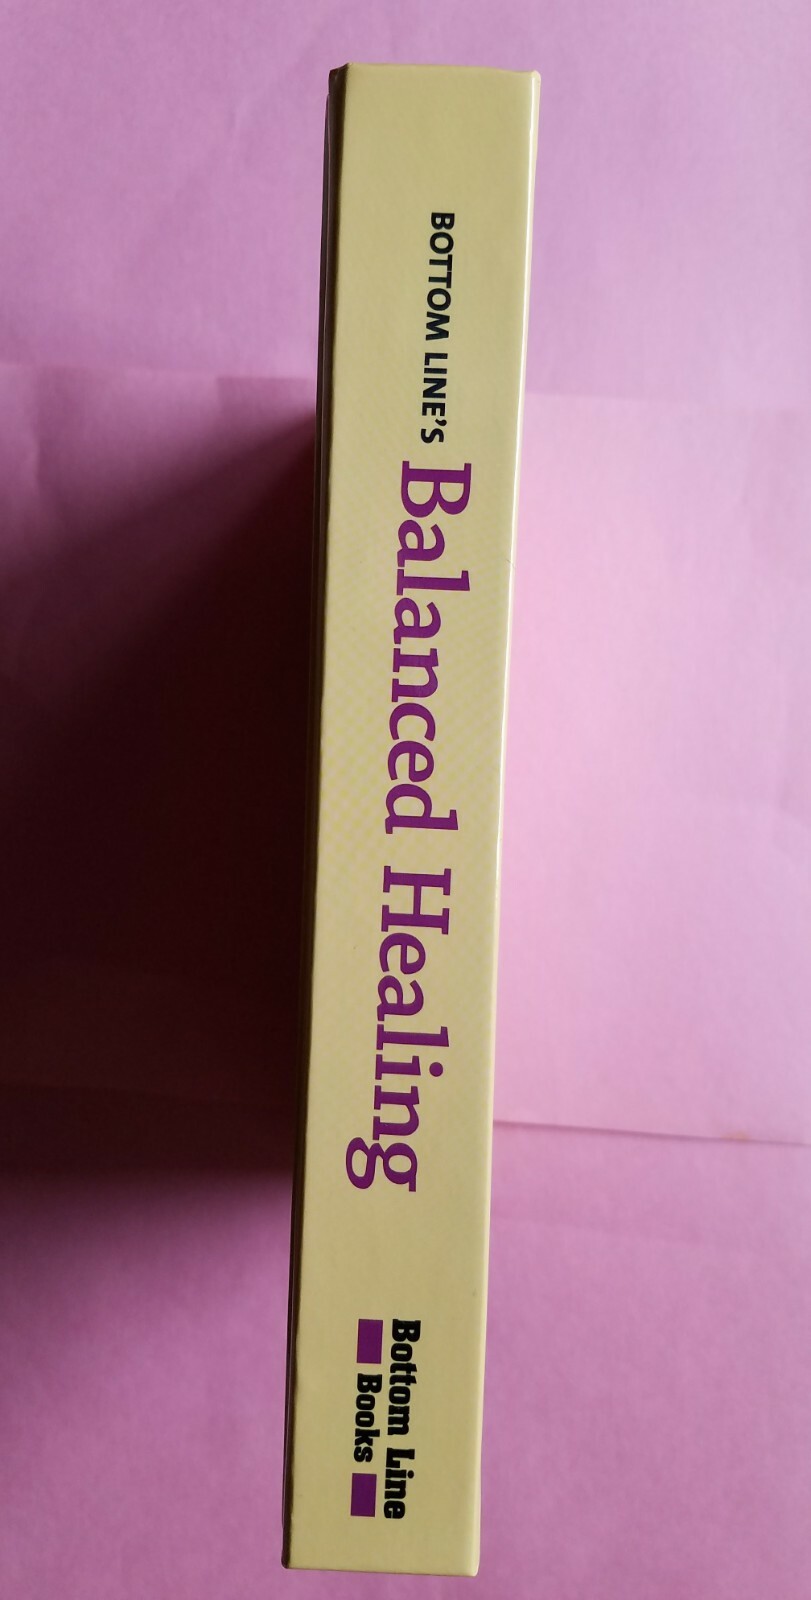 BOTTOM LINE'S
Balanced Healing
Bottom Line
Books